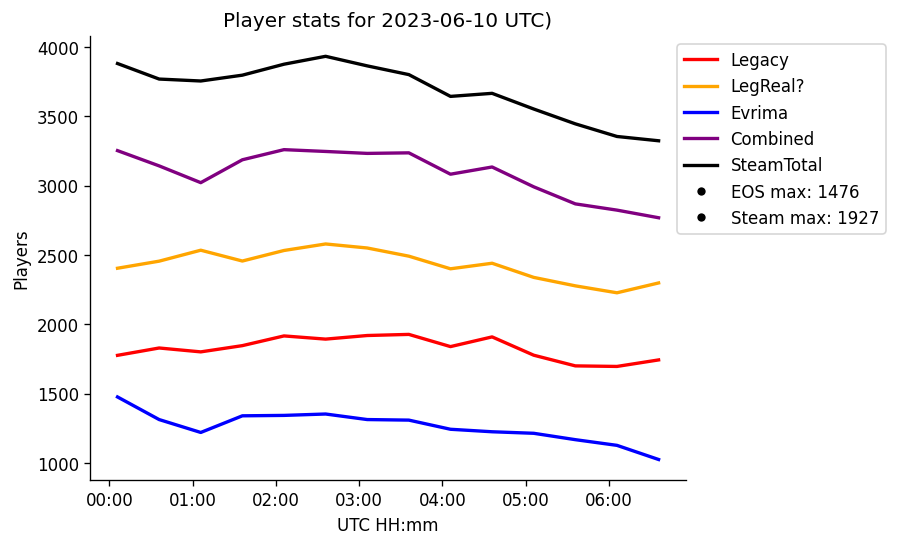 Player stats for 2023-06-10 UTC)
Players
4000
3500
3000
2500
2000
1500
1000
00:00 01:00 02:00 03:00 04:00 05:00 06:00
UTC HH:mm
Legacy
LegReal?
Evrima
Combined
SteamTotal
EOS max: 1476
Steam max: 1927